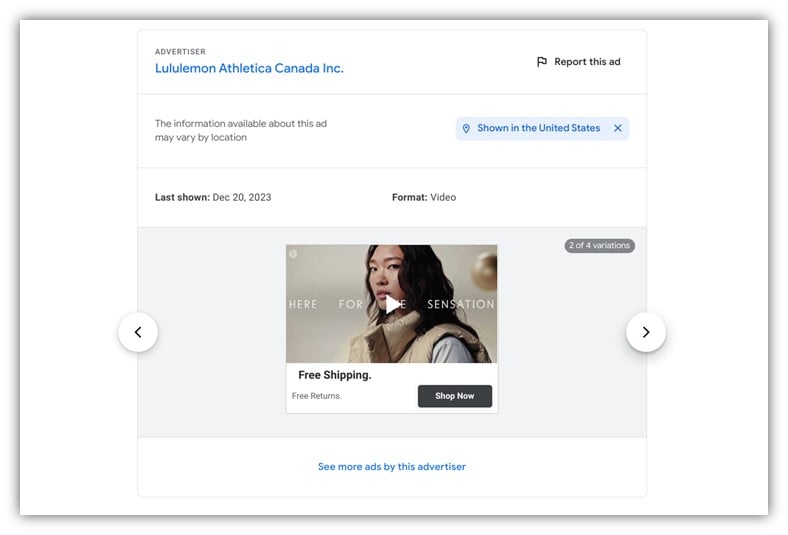 ADVERTISER
Lululemon Athletica Canada Inc.
Report this ad
The information available about this ad
may vary by location
Shown in the United States
Last shown: Dec 20, 2023
Format: Video
2 of 4 variations
HERE FOR SENSATION
Free Shipping.
Free Returns.
Shop Now
See more ads by this advertiser